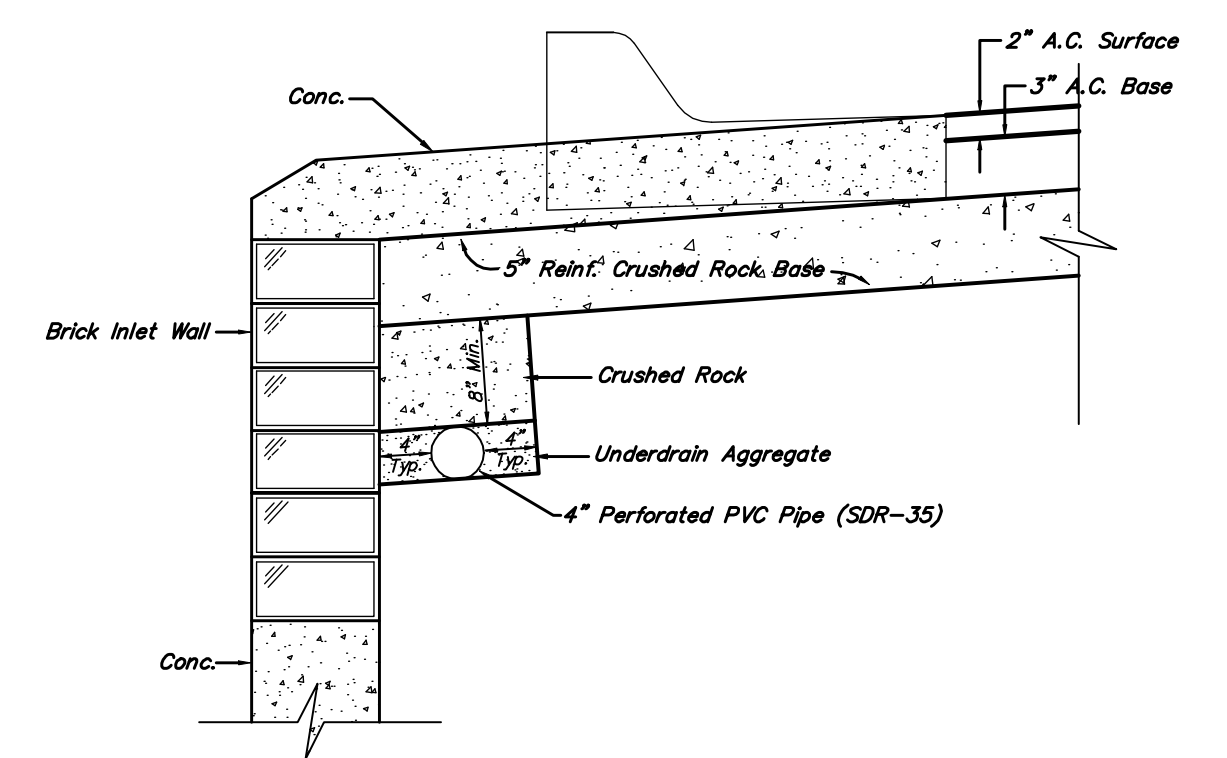 2" A.C. Surface
3" A.C. Base
Conc.
5" Reinf. Crushed Rock Base
Brick Inlet Wall
8" Min.
Crushed Rock
4"
Typ.
4"
Typ.
Underdrain Aggregate
4" Perforated PVC Pipe (SDR-35)
Conc.